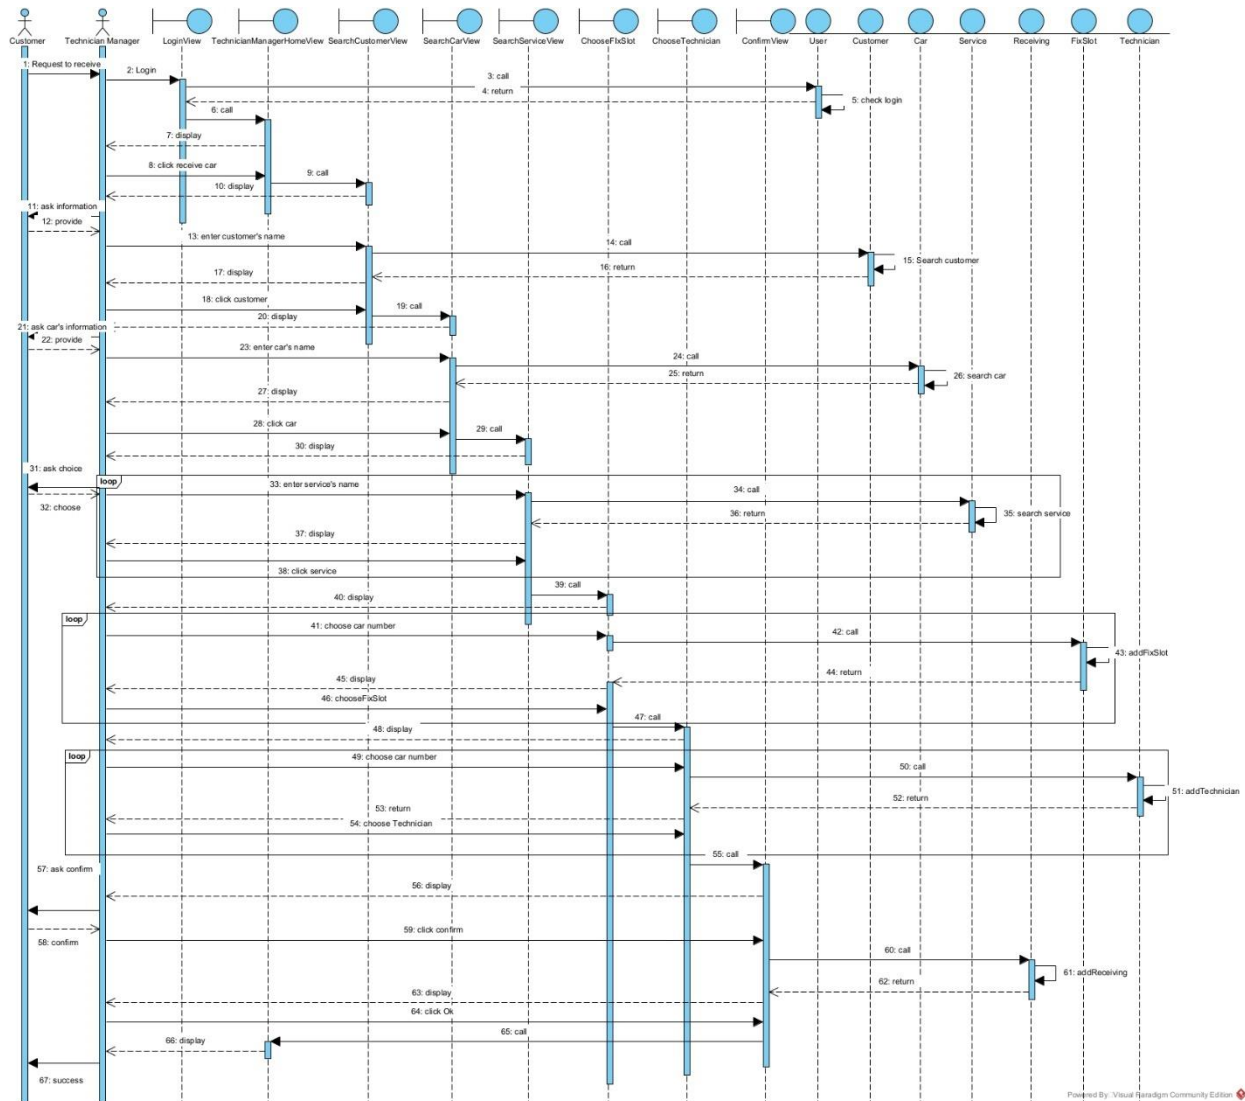 Customer
Technician Manager
LoginView
TechnicianManagerHomeView
SearchCustomerView
SearchCarView
SearchServiceView
ChooseFIxSlot
ChooseTechnician
ConfirmView
User
Customer
Car
Service
Receiving
FixSlot
Technician
1: Request to receive
2: Login
3: call
4: return
5: check login
6: call
7: display
8: click receive car
9: call
10: display
11: ask information
12: provide
13: enter customer's name
14: call
15: Search customer
16: return
17: display
18: click customer
19: call
20: display
21: ask car's information
22: provide
23: enter car's name
24: call
25: return
26: search car
27: display
28: click car
29: call
30: display
31: ask choice
loop
32: choose
33: enter service's name
34: call
35: search service
36: return
37: display
38: click service
39: call
40: display
loop
41: choose car number
42: call
43: addFixSlot
44: return
45: display
46: chooseFixSlot
47: call
48: display
loop
49: choose car number
50: call
51: addTechnician
52: return
53: return
54: choose Technician
55: call
56: display
57: ask confirm
58: confirm
59: click confirm
60: call
61: addReceiving
62: return
63: display
64: click Ok
65: call
66: display
67: success
Powered By: Visual Paradigm Community Edition